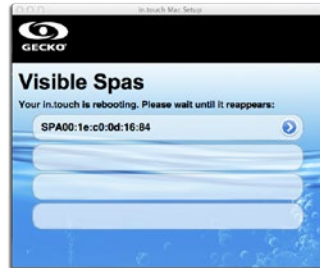 in.touch Mac Setup
GECKO
Visible Spas
Your in.touch is rebooting. Please wait until it reappears:
SPA00:1e:c0:0d:16:84